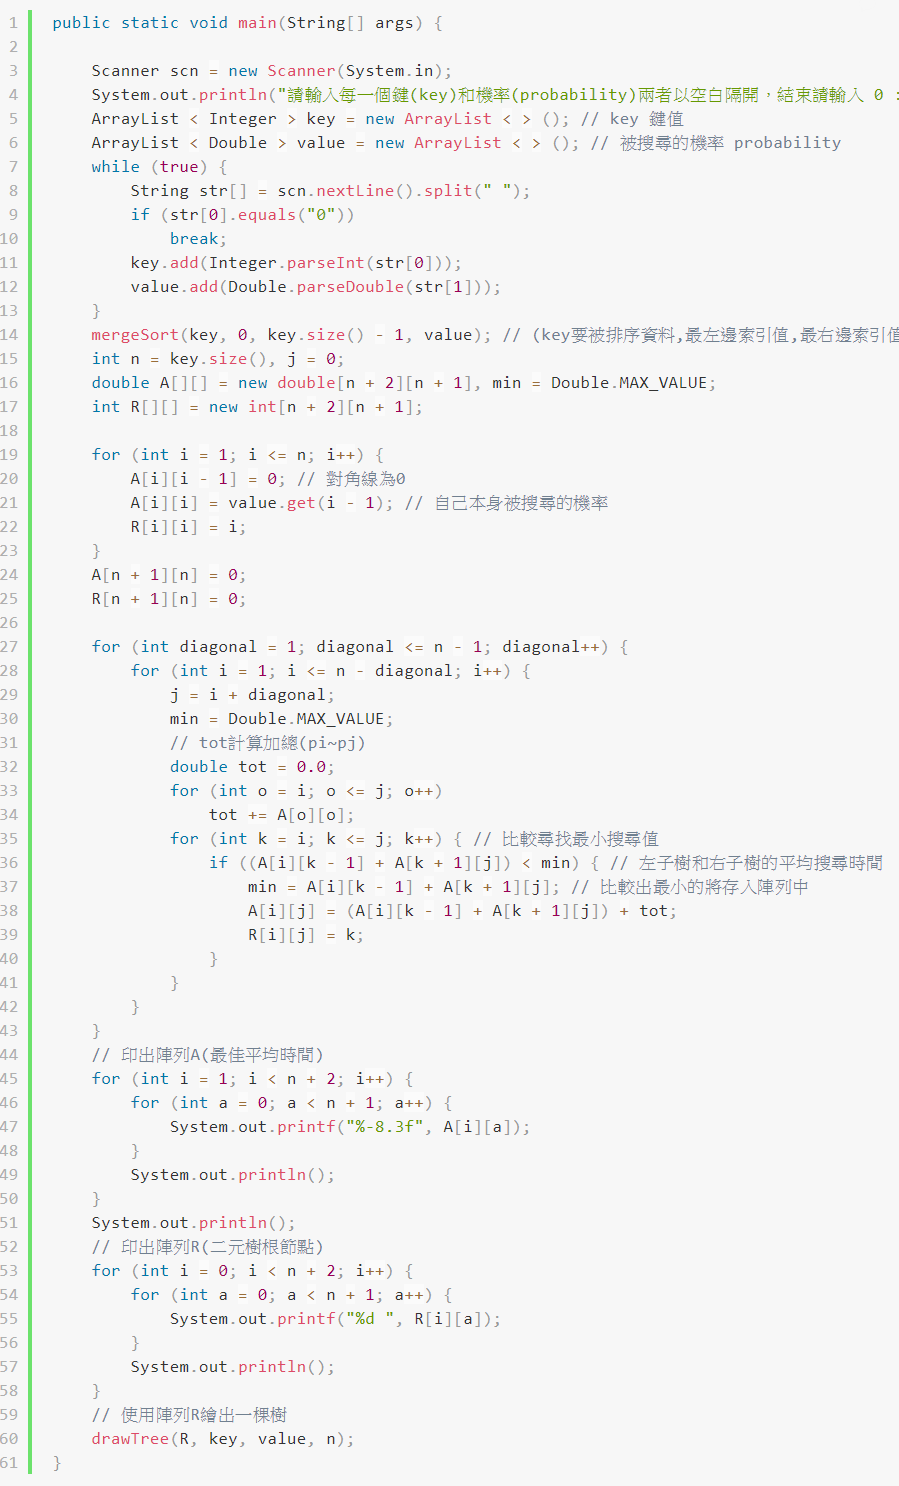 1 public static void main(String[] args) {
2
3 Scanner scn = new Scanner(System.in);
4 System.out.println("請輸入每一個鍵(key)和機率(probability)兩者以空白隔開，結束請輸入 0 :
5 ArrayList < Integer > key = new ArrayList < > (); // key 鍵值
6 ArrayList < Double > value = new ArrayList < > (); // 被搜尋的機率 probability
7 while (true) {
8 String str[] = scn.nextLine().split(" ");
9 if (str[0].equals("0"))
10 break;
11 key.add(Integer.parseInt(str[0]));
12 value.add(Double.parseDouble(str[1]));
13 }
14 mergeSort(key, 0, key.size() - 1, value); // (key要被排序資料,最左邊索引值,最右邊索引值
15 int n = key.size(), j = 0;
16 double A[][] = new double[n + 2][n + 1], min = Double.MAX_VALUE;
17 int R[][] = new int[n + 2][n + 1];
18
19 for (int i = 1; i <= n; i++) {
20 A[i][i - 1] = 0; // 對角線為0
21 A[i][i] = value.get(i - 1); // 自己本身被搜尋的機率
22 R[i][i] = i;
23 }
24 A[n + 1][n] = 0;
25 R[n + 1][n] = 0;
26
27 for (int diagonal = 1; diagonal <= n - 1; diagonal++) {
28 for (int i = 1; i <= n - diagonal; i++) {
29 j = i + diagonal;
30 min = Double.MAX_VALUE;
31 // tot計算加總(pi~pj)
32 double tot = 0.0;
33 for (int o = i; o <= j; o++)
34 tot += A[o][o];
35 for (int k = i; k <= j; k++) { // 比較尋找最小搜尋值
36 if ((A[i][k - 1] + A[k + 1][j]) < min) { // 左子樹和右子樹的平均搜尋時間
37 min = A[i][k - 1] + A[k + 1][j]; // 比較出最小的將存入陣列中
38 A[i][j] = (A[i][k - 1] + A[k + 1][j]) + tot;
39 R[i][j] = k;
40 }
41 }
42 }
43 }
44 // 印出陣列A(最佳平均時間)
45 for (int i = 1; i < n + 2; i++) {
46 for (int a = 0; a < n + 1; a++) {
47 System.out.printf("%-8.3f", A[i][a]);
48 }
49 System.out.println();
50 }
51 System.out.println();
52 // 印出陣列R(二元樹根節點)
53 for (int i = 0; i < n + 2; i++) {
54 for (int a = 0; a < n + 1; a++) {
55 System.out.printf("%d ", R[i][a]);
56 }
57 System.out.println();
58 }
59 // 使用陣列R繪出一棵樹
60 drawTree(R, key, value, n);
61 }